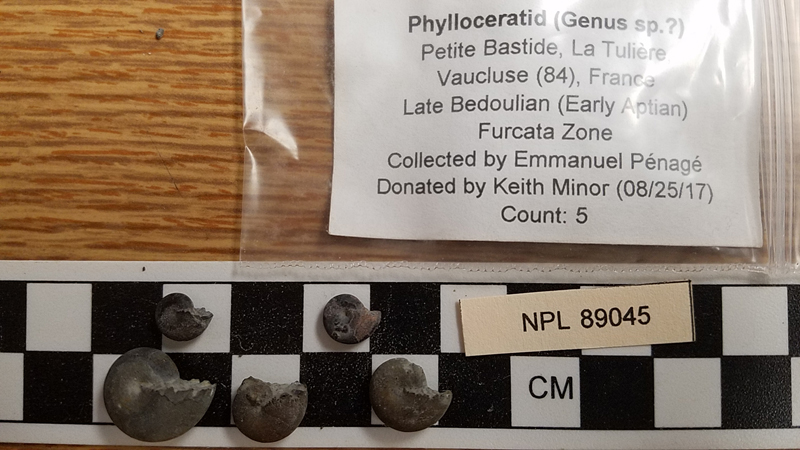 Phylloceratid (Genus sp.?)
Petite Bastide, La Tulière
Vaucluse (84), France
Late Bedoulian (Early Aptian)
Furcata Zone
Collected by Emmanuel Pénagé
Donated by Keith Minor (08/25/17)
Count: 5
NPL 89045
CM